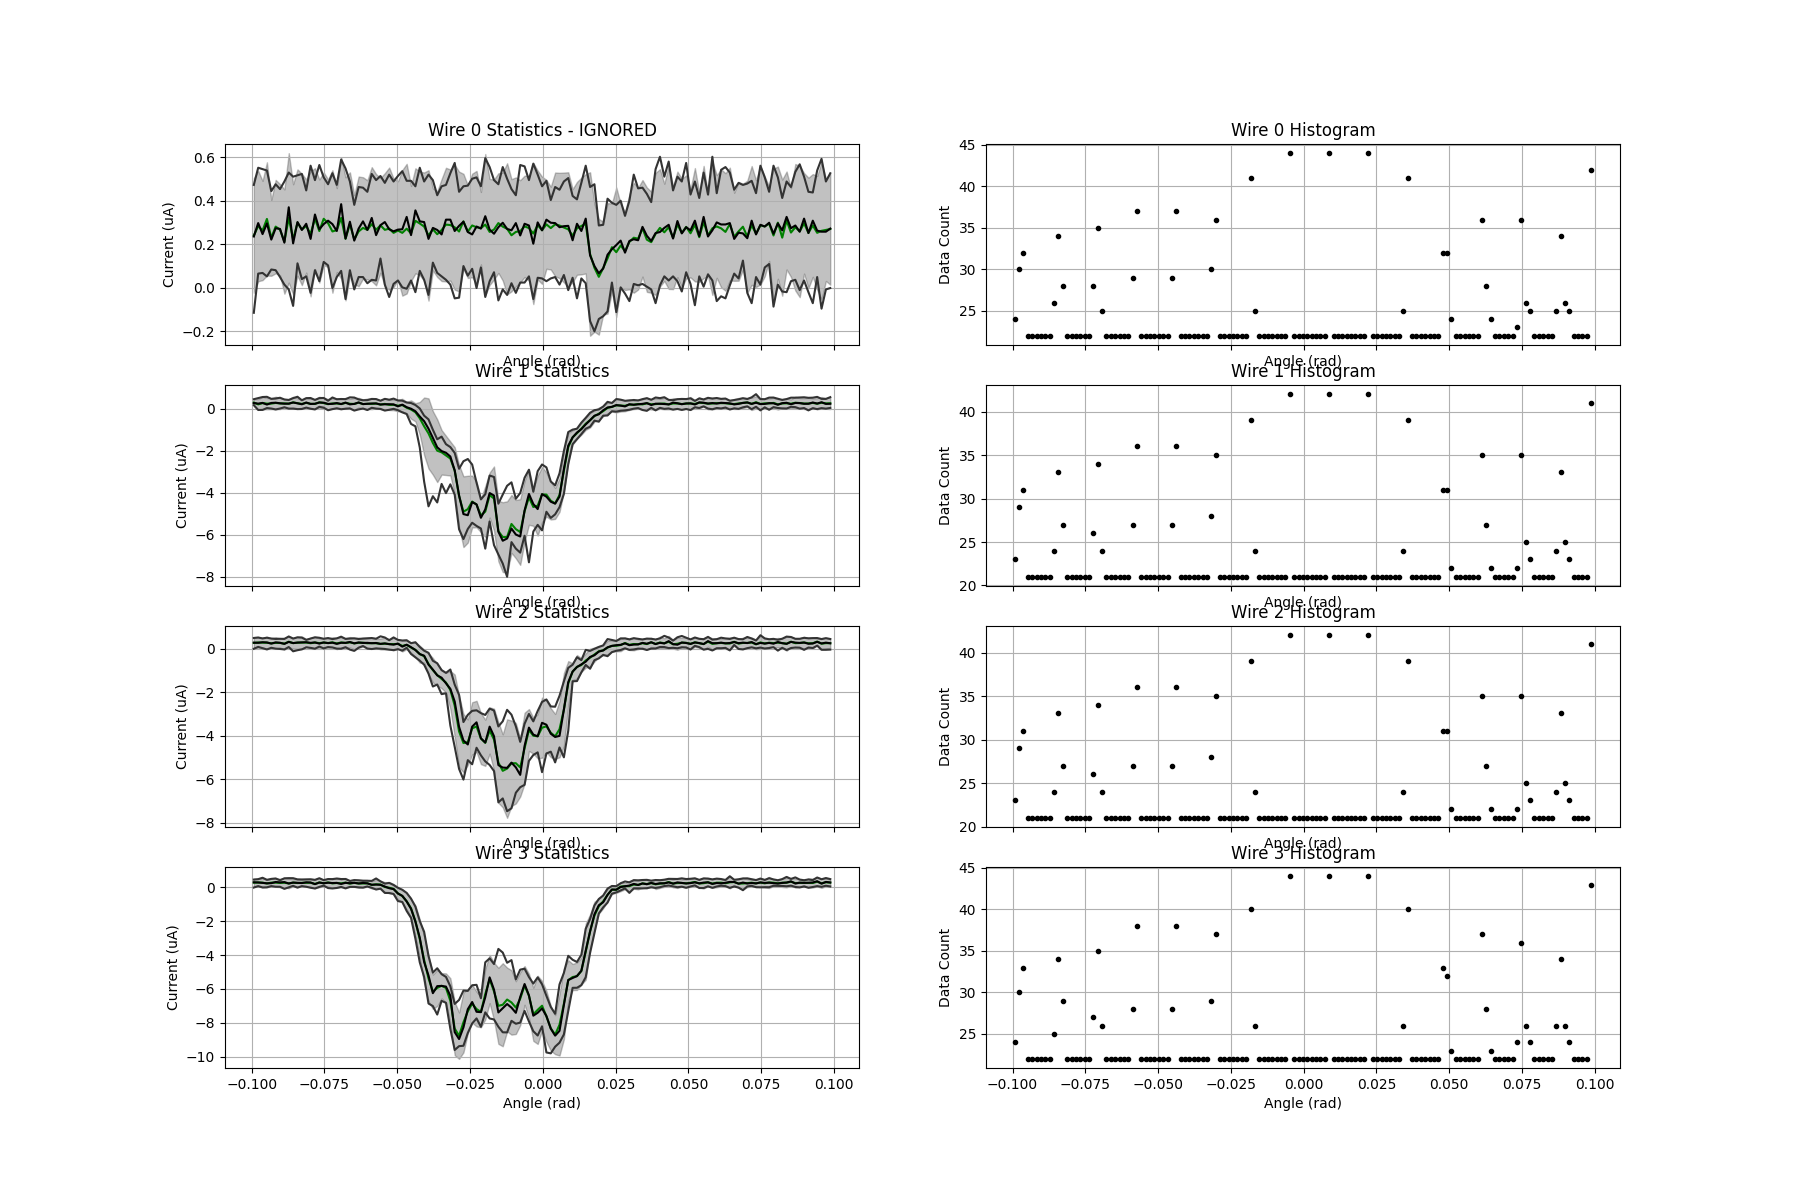 Wire 0 Statistics - IGNORED
Current (uA)
0.6
0.4
0.2
0.0
−0.2
Angle (rad)
Wire 0 Histogram
Data Count
45
40
35
30
25
Angle (rad)
Wire 1 Statistics
Current (uA)
0
−2
−4
−6
−8
Angle (rad)
Wire 1 Histogram
Data Count
40
35
30
25
20
Angle (rad)
Wire 2 Statistics
Current (uA)
0
−2
−4
−6
−8
Angle (rad)
Wire 2 Histogram
Data Count
40
35
30
25
20
Angle (rad)
Wire 3 Statistics
Current (uA)
0
−2
−4
−6
−8
−10
−0.100 −0.075 −0.050 −0.025 0.000 0.025 0.050 0.075 0.100
Angle (rad)
Wire 3 Histogram
Data Count
45
40
35
30
25
−0.100 −0.075 −0.050 −0.025 0.000 0.025 0.050 0.075 0.100
Angle (rad)